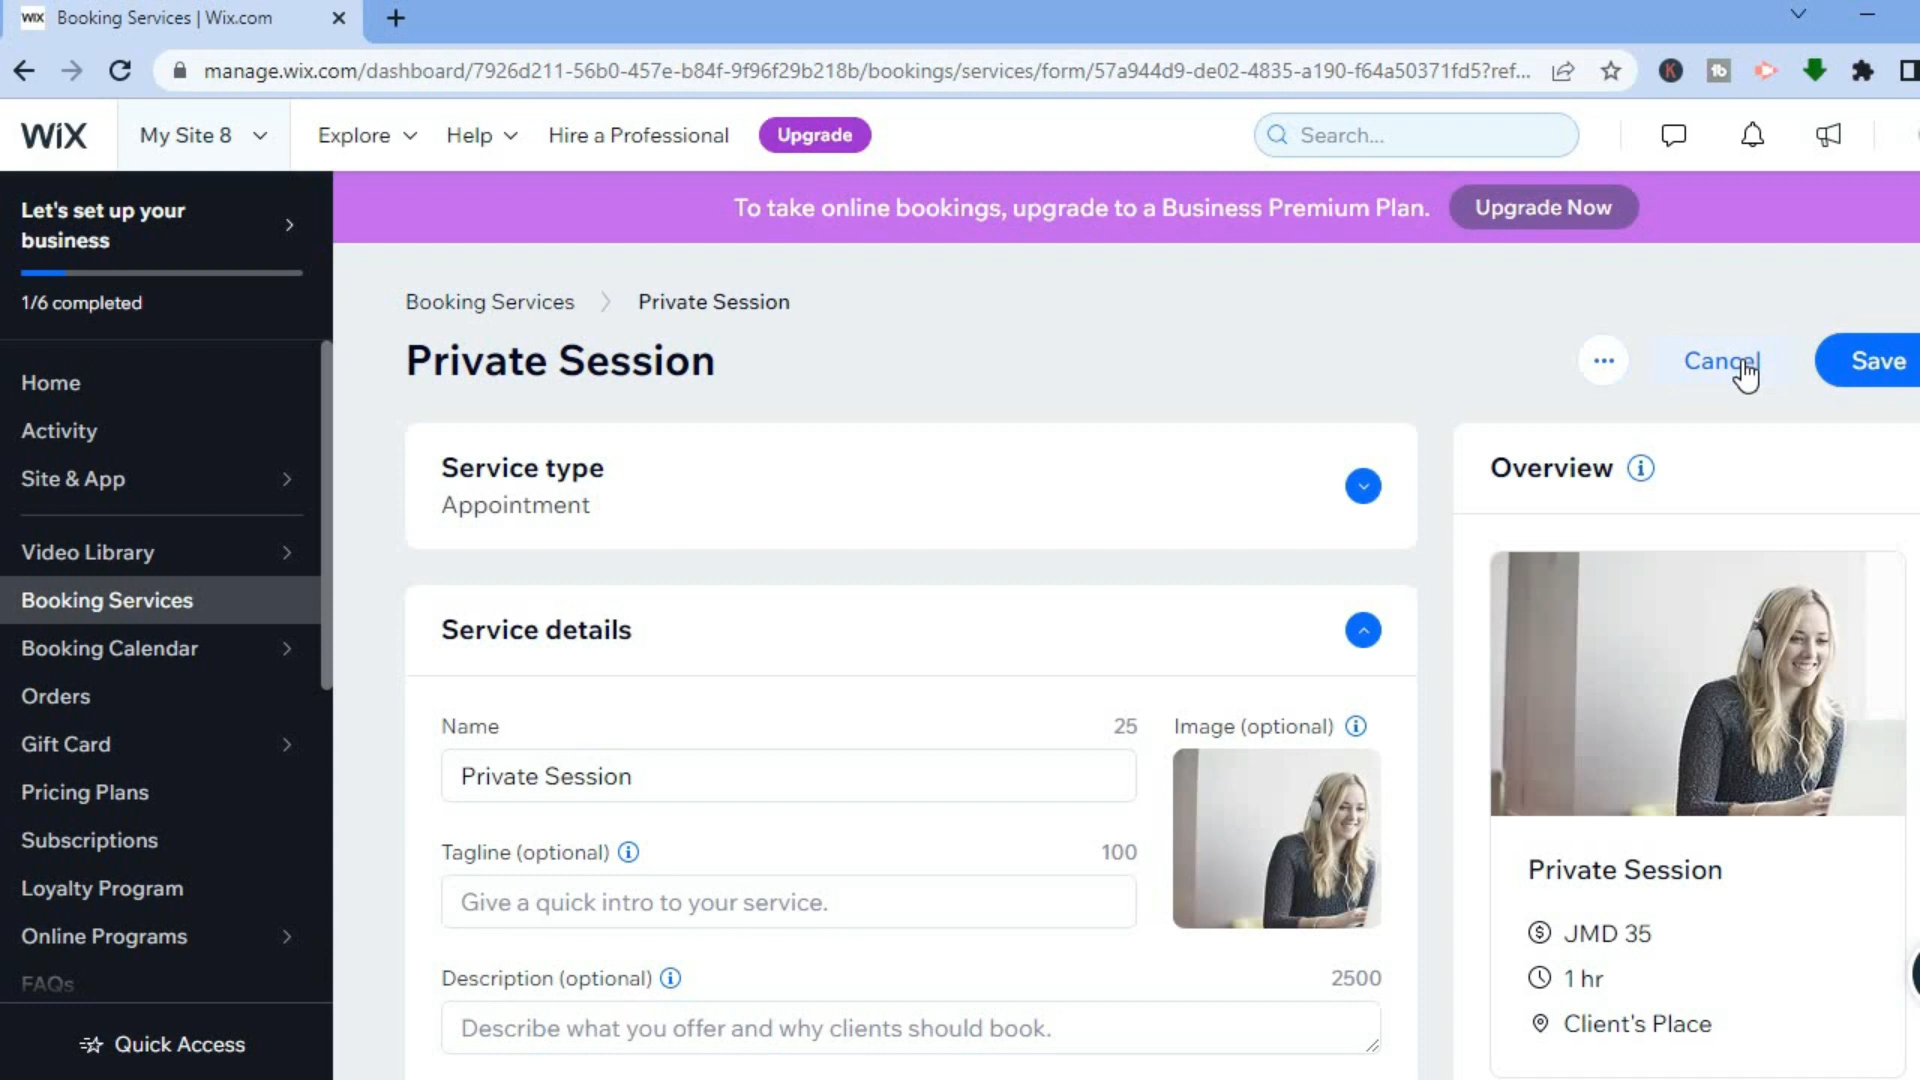 WiX Booking Services | Wix.com
manage.wix.com/dashboard/7926d211-56b0-457e-b84f-9f96f29b218b/bookings/services/form/57a944d9-de02-4835-a190-f64a50371fd5?ref...
K
tb
WiX
My Site 8
Explore
Help
Hire a Professional
Upgrade
Search...
Let's set up your
business
1/6 completed
Home
Activity
Site & App
Video Library
Booking Services
Booking Calendar
Orders
Gift Card
Pricing Plans
Subscriptions
Loyalty Program
Online Programs
FAQs
Quick Access
To take online bookings, upgrade to a Business Premium Plan.
Upgrade Now
Booking Services > Private Session
Private Session
Cancel
Save
Service type
Appointment
Service details
Name 25
Private Session
Image (optional)
Tagline (optional) 100
Give a quick intro to your service.
Description (optional) 2500
Describe what you offer and why clients should book.
Overview
Private Session
JMD 35
1 hr
Client's Place